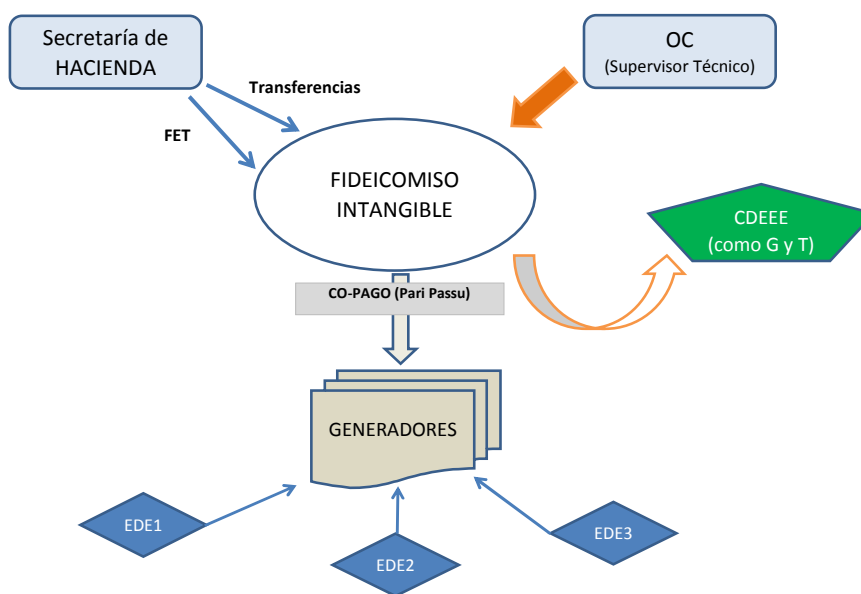 Secretaría de
HACIENDA
OC
(Supervisor Técnico)
Transferencias
FET
FIDEICOMISO
INTANGIBLE
CDEEE
(como G y T)
CO-PAGO (Pari Passu)
GENERADORES
EDE1
EDE2
EDE3